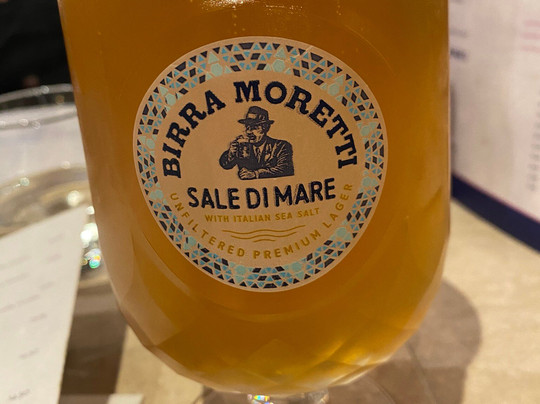 BIRRA MORETTI
SALE DI MARE
WITH ITALIAN SEA SALT
UNFILTERED PREMIUM LAGER